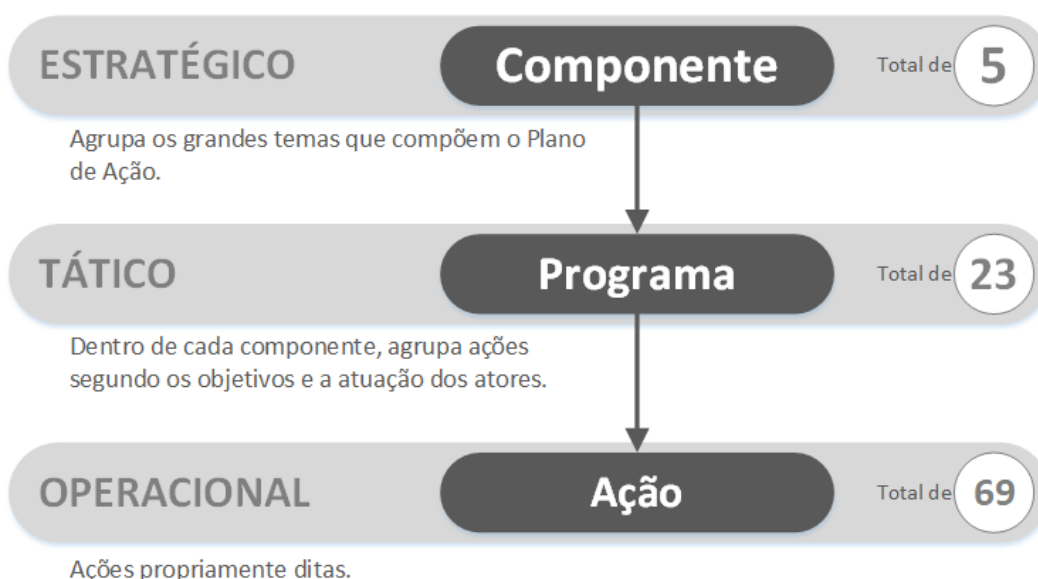 ESTRATÉGICO Componente Total de 5
Agrupa os grandes temas que compõem o Plano
de Ação.
TÁTICO Programa Total de 23
Dentro de cada componente, agrupa ações
segundo os objetivos e a atuação dos atores.
OPERACIONAL Ação Total de 69
Ações propriamente ditas.